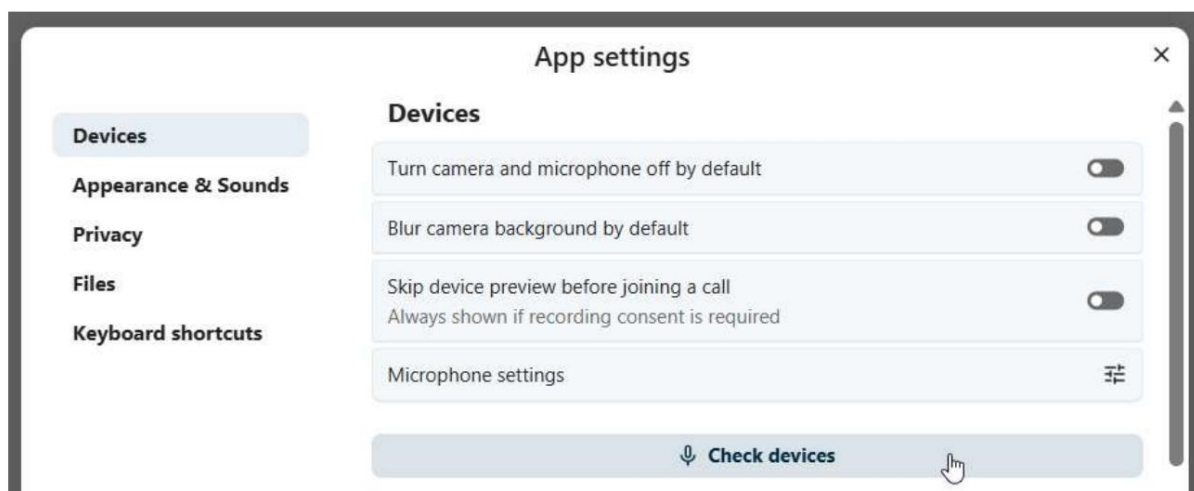 App settings
Devices
Appearance & Sounds
Privacy
Files
Keyboard shortcuts
Devices
Turn camera and microphone off by default
Blur camera background by default
Skip device preview before joining a call
Always shown if recording consent is required
Microphone settings
Check devices